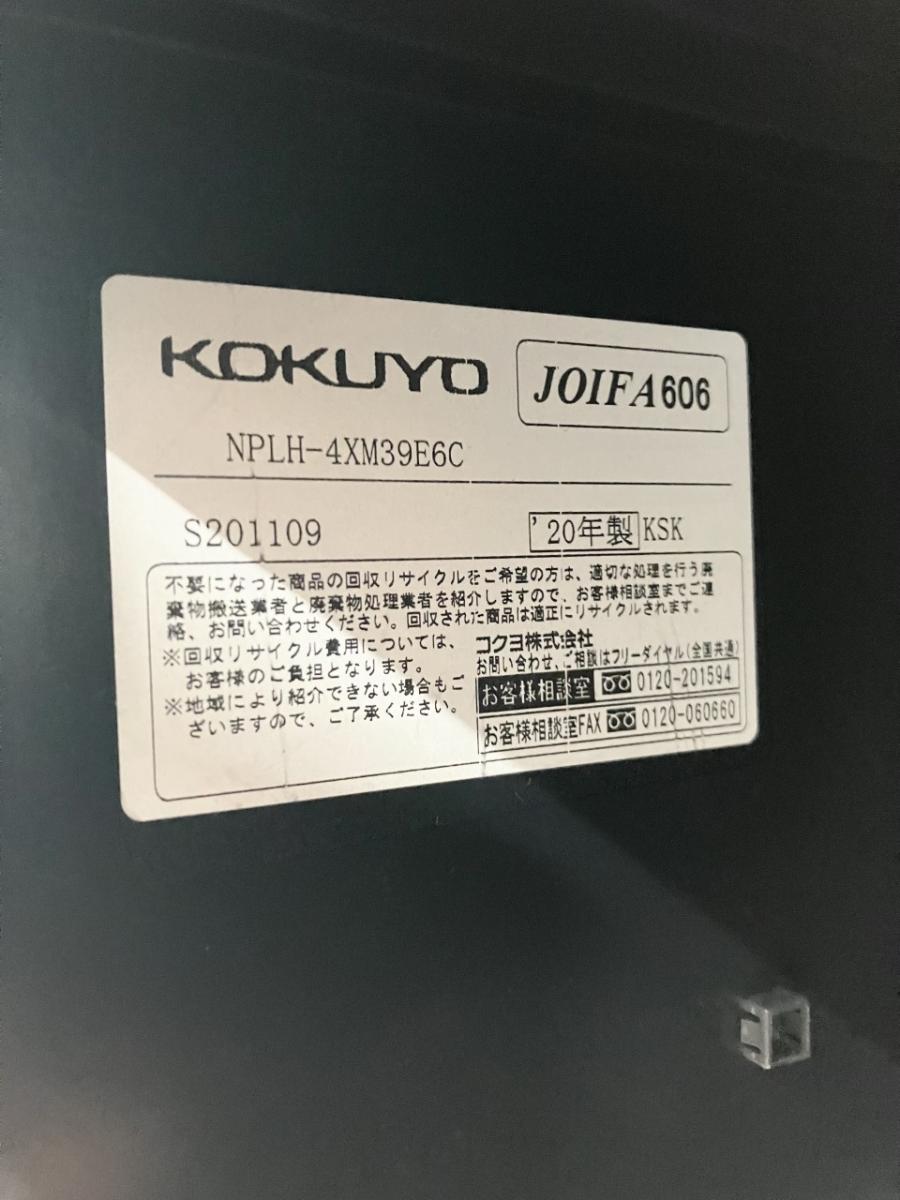 KOKUYO
JOIFA606
NPLH-4XM39E6C
S201109
'20年製 KSK
不要になった商品の回収リサイクルをご希望の方は、適切な処理を行う廃
棄物搬送業者と廃棄物処理業者を紹介しますので、お客様相談室までご連
絡、お問い合わせください。回収された商品は適正にリサイクルされます。
※回収リサイクル費用については、
お客様のご負担となります。
※地域により紹介できない場合もご
ざいますので、ご了承ください。
コクヨ株式会社
お問い合わせ、ご相談はフリーダイヤル(全国共通)
お客様相談室 0120-201594
お客様相談室FAX 0120-060660